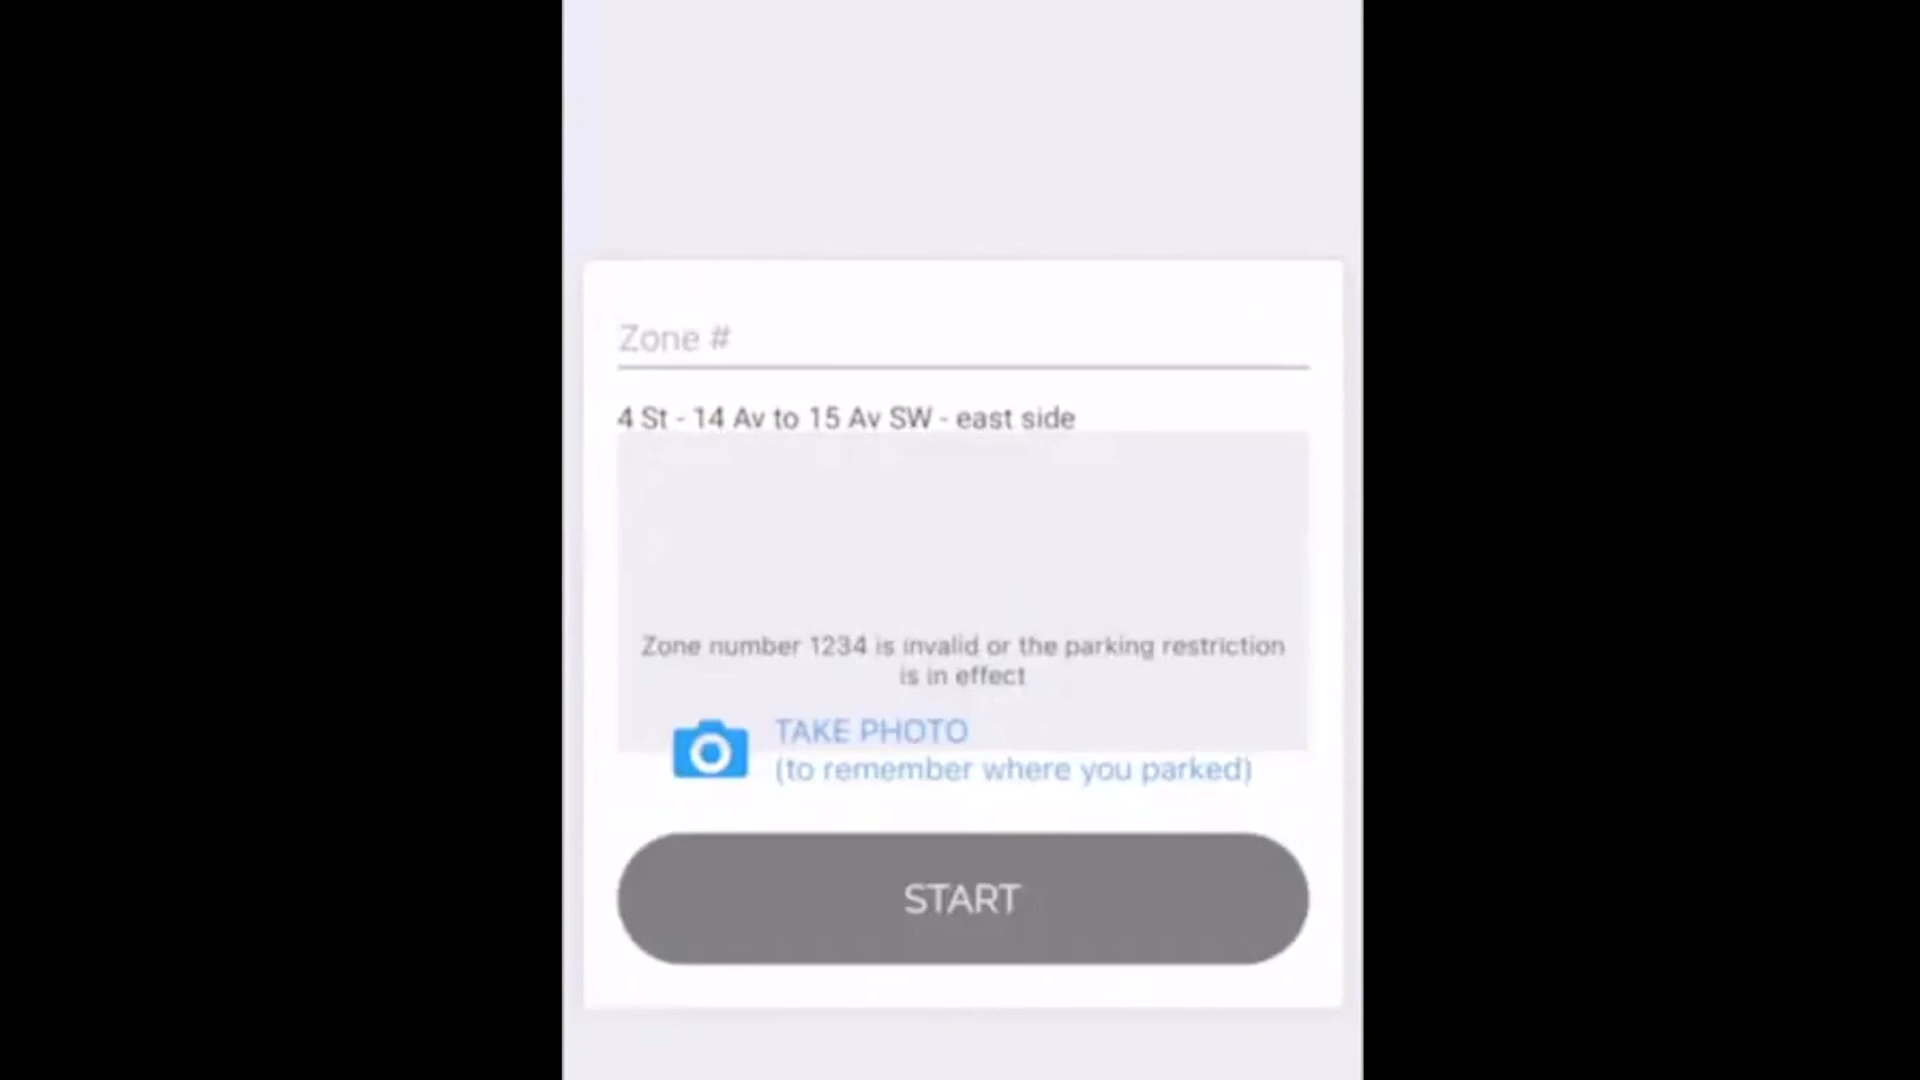 Zone #
4 St - 14 Av to 15 Av SW - east side
Zone number 1234 is invalid or the parking restriction
is in effect
TAKE PHOTO
(to remember where you parked)
START